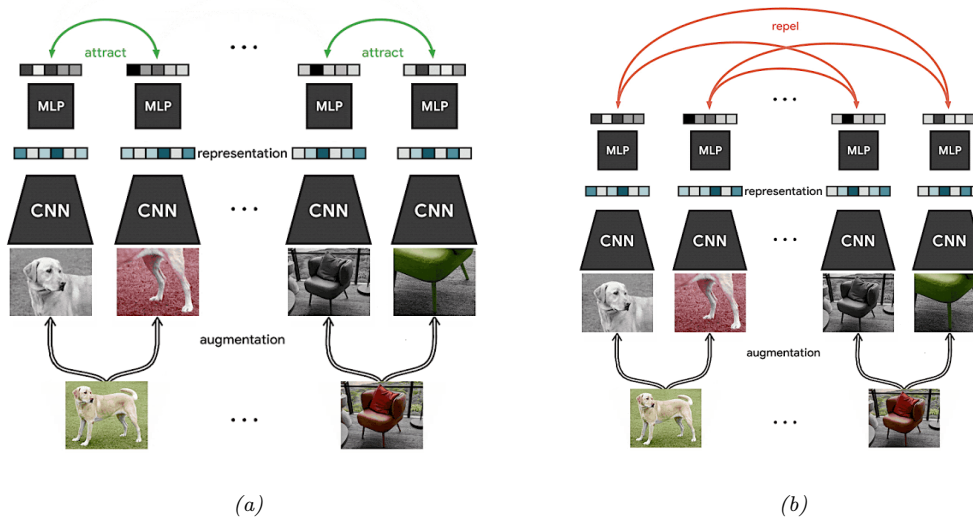 attract
...
attract
MLP
MLP
MLP
MLP
representation
CNN
CNN
...
CNN
CNN
augmentation
...
(a)
repel
...
MLP
MLP
MLP
MLP
representation
CNN
CNN
...
CNN
CNN
augmentation
...
(b)